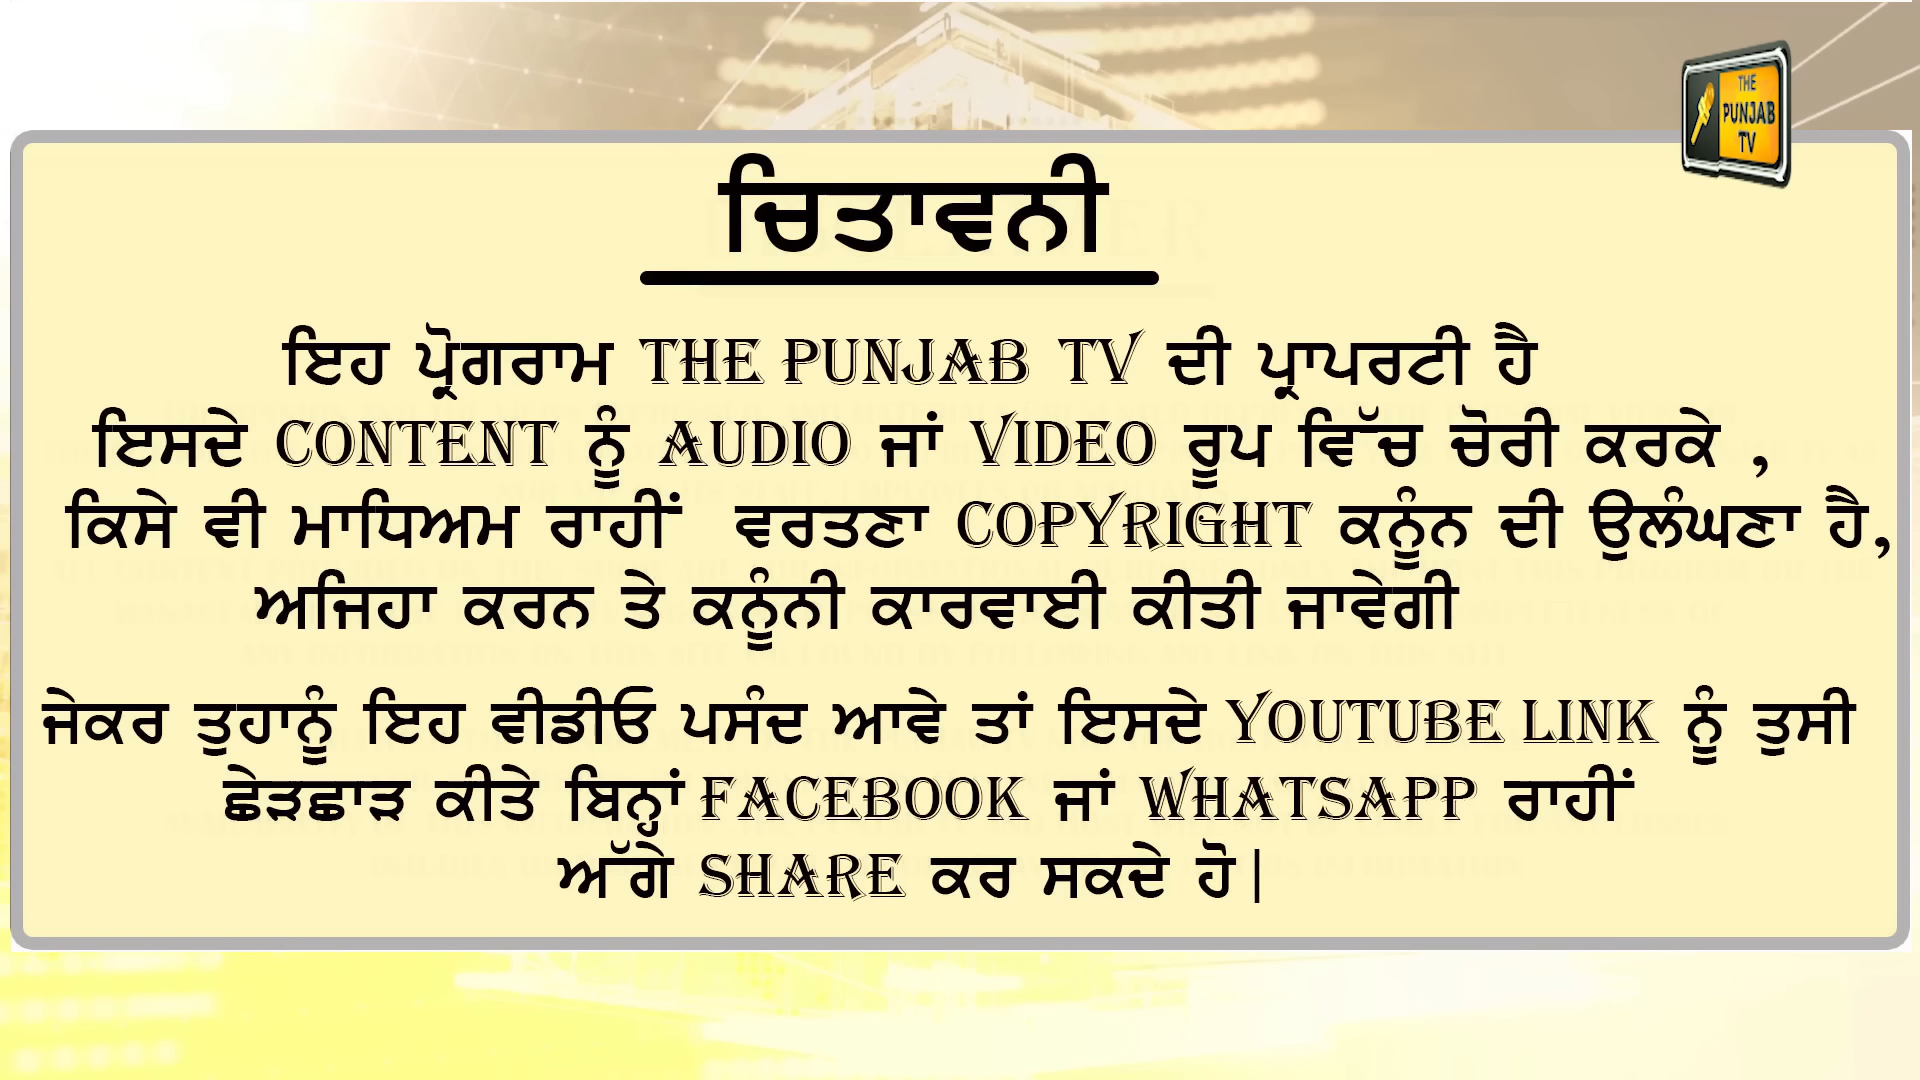 THE
PUNJAB
TV
ਚਿਤਾਵਨੀ
ਇਹ ਪ੍ਰੋਗਰਾਮ THE PUNJAB TV ਦੀ ਪ੍ਰਾਪਰਟੀ ਹੈ
ਇਸਦੇ CONTENT ਨੂੰ AUDIO ਜਾਂ VIDEO ਰੂਪ ਵਿੱਚ ਚੋਰੀ ਕਰਕੇ ,
ਕਿਸੇ ਵੀ ਮਾਧਿਅਮ ਰਾਹੀਂ ਵਰਤਣਾ COPYRIGHT ਕਨੂੰਨ ਦੀ ਉਲੰਘਣਾ ਹੈ,
ਅਜਿਹਾ ਕਰਨ ਤੇ ਕਨੂੰਨੀ ਕਾਰਵਾਈ ਕੀਤੀ ਜਾਵੇਗੀ
ਜੇਕਰ ਤੁਹਾਨੂੰ ਇਹ ਵੀਡੀਓ ਪਸੰਦ ਆਵੇ ਤਾਂ ਇਸਦੇ YOUTUBE LINK ਨੂੰ ਤੁਸੀ
ਛੇੜਛਾੜ ਕੀਤੇ ਬਿਨ੍ਹਾਂ FACEBOOK ਜਾਂ WHATSAPP ਰਾਹੀਂ
ਅੱਗੇ SHARE ਕਰ ਸਕਦੇ ਹੋ|